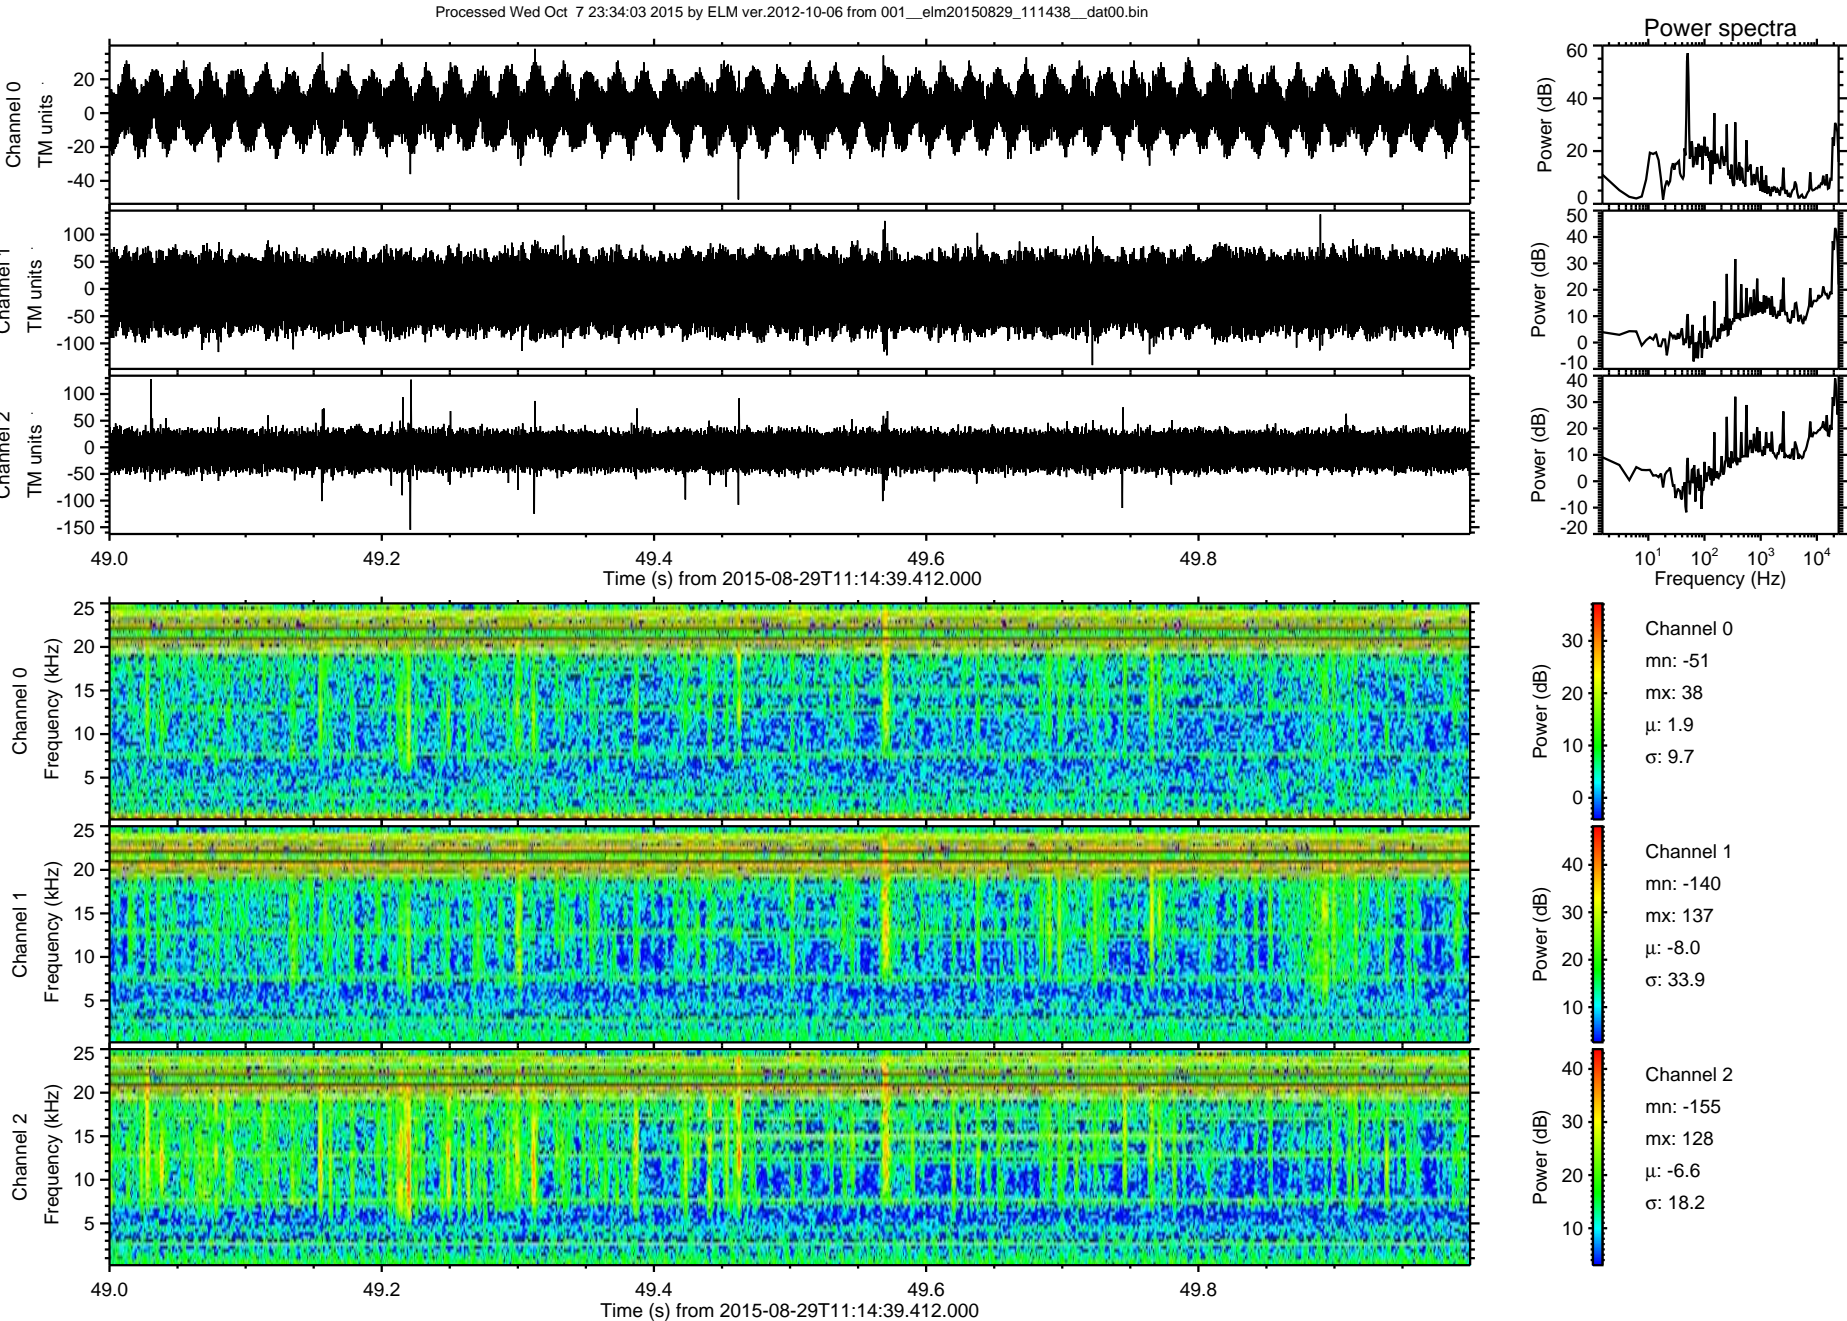 Processed Wed Oct  7 23:34:03 2015 by ELM ver.2012-10-06 from 001__elm20150829_111438__dat00.bin
Power spectra
Channel 0
TM units
20
0
-20
-40
Power (dB)
60
40
20
0
Channel 1
TM units
100
50
0
-50
-100
Power (dB)
50
40
30
20
10
0
-10
Channel 2
TM units
100
50
0
-50
-100
-150
Power (dB)
40
30
20
10
0
-10
-20
49.0 49.2 49.4 49.6 49.8
Time (s) from 2015-08-29T11:14:39.412.000
10¹ 10² 10³ 10⁴
Frequency (Hz)
Channel 0
Frequency (kHz)
25
20
15
10
5
Power (dB)
30
20
10
0
Channel 0
mn: -51
mx: 38
μ: 1.9
σ: 9.7
Channel 1
Frequency (kHz)
25
20
15
10
5
Power (dB)
40
30
20
10
Channel 1
mn: -140
mx: 137
μ: -8.0
σ: 33.9
Channel 2
Frequency (kHz)
25
20
15
10
5
Power (dB)
40
30
20
10
Channel 2
mn: -155
mx: 128
μ: -6.6
σ: 18.2
49.0 49.2 49.4 49.6 49.8
Time (s) from 2015-08-29T11:14:39.412.000